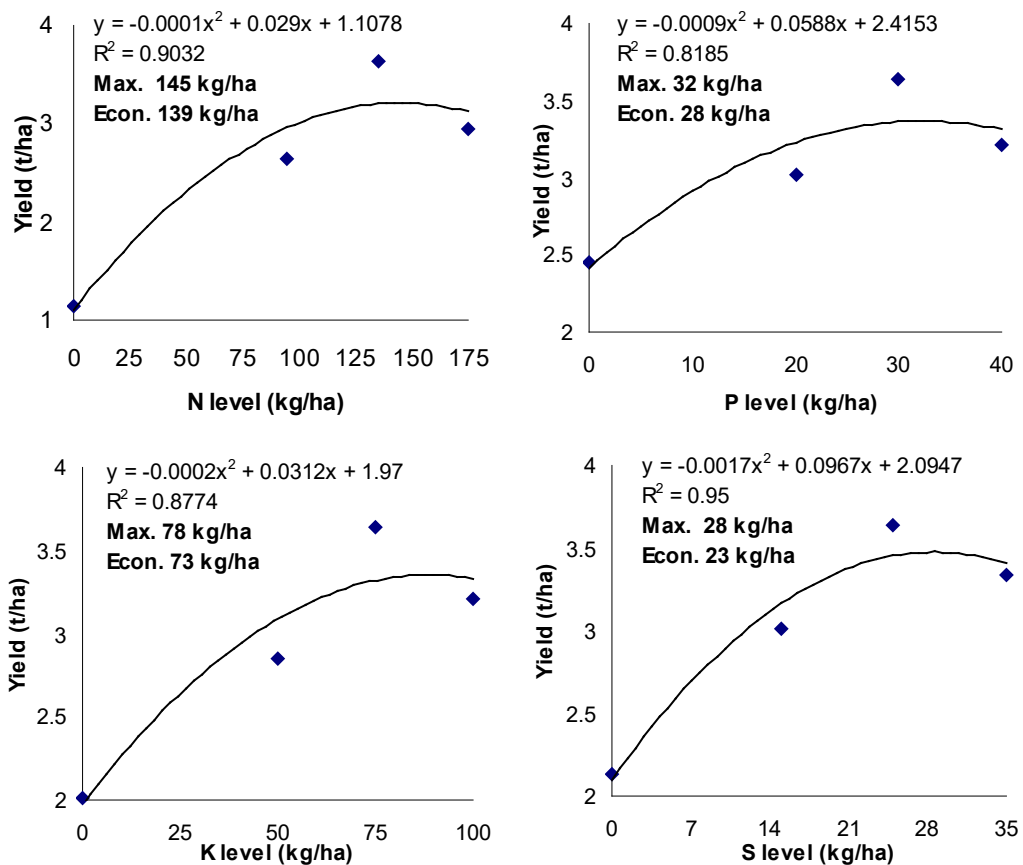 y = -0.0001x² + 0.029x + 1.1078
R² = 0.9032
Max. 145 kg/ha
Econ. 139 kg/ha
4
3
2
1
Yield (t/ha)
0 25 50 75 100 125 150 175
N level (kg/ha)
y = -0.0009x² + 0.0588x + 2.4153
R² = 0.8185
Max. 32 kg/ha
Econ. 28 kg/ha
4
3.5
3
2.5
2
Yield (t/ha)
0 10 20 30 40
P level (kg/ha)
y = -0.0002x² + 0.0312x + 1.97
R² = 0.8774
Max. 78 kg/ha
Econ. 73 kg/ha
4
3.5
3
2.5
2
Yield (t/ha)
0 25 50 75 100
K level (kg/ha)
y = -0.0017x² + 0.0967x + 2.0947
R² = 0.95
Max. 28 kg/ha
Econ. 23 kg/ha
4
3.5
3
2.5
2
Yield (t/ha)
0 7 14 21 28 35
S level (kg/ha)